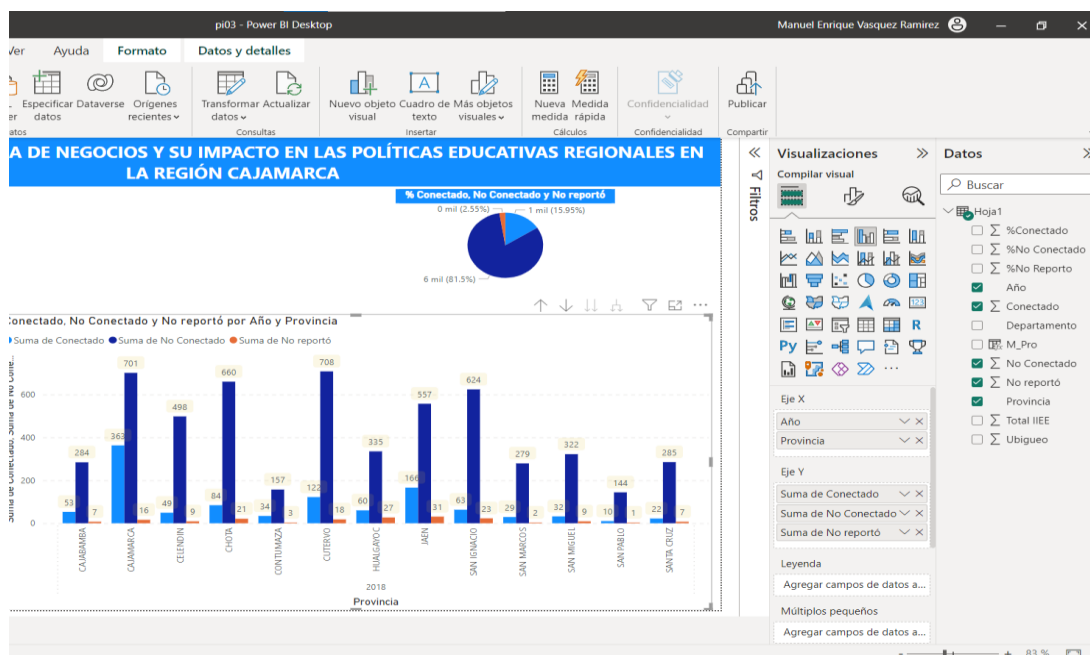 pi03 - Power BI Desktop
Manuel Enrique Vasquez Ramirez
Ver Ayuda Formato Datos y detalles
Especificar datos
Dataverse
Orígenes recientes
Transformar datos
Actualizar
Nuevo objeto visual
Cuadro de texto
Más objetos visuales
Nueva medida
Medida rápida
Confidencialidad
Publicar
Consultas
Insertar
Cálculos
Confidencialidad
Compartir
A DE NEGOCIOS Y SU IMPACTO EN LAS POLÍTICAS EDUCATIVAS REGIONALES EN
LA REGIÓN CAJAMARCA
% Conectado, No Conectado y No reportó
0 mil (2.55%)
1 mil (15.95%)
6 mil (81.5%)
Conectado, No Conectado y No reportó por Año y Provincia
Suma de Conectado Suma de No Conectado Suma de No reportó
Suma de Conectado, Suma de No Cone...
600
400
200
0
53 284 7
363 701 16
49 498 9
84 660 21
34 157 3
122 708 18
60 335 27
166 557 31
63 624 23
29 279 2
32 322 9
10 144 1
22 285 7
CAJABAMBA
CAJAMARCA
CELENDIN
CHOTA
CONTUMAZA
CUTERVO
HUALGAYOC
JAEN
SAN IGNACIO
SAN MARCOS
SAN MIGUEL
SAN PABLO
SANTA CRUZ
2018
Provincia
Filtros
Visualizaciones
Compilar visual
123
R
Py
Eje X
Año
Provincia
Eje Y
Suma de Conectado
Suma de No Conectado
Suma de No reportó
Leyenda
Agregar campos de datos a...
Múltiplos pequeños
Agregar campos de datos a...
Datos
Buscar
Hoja1
%Conectado
%No Conectado
%No Reporto
Año
Conectado
Departamento
M_Pro
No Conectado
No reportó
Provincia
Total IIEE
Ubigueo
83 %